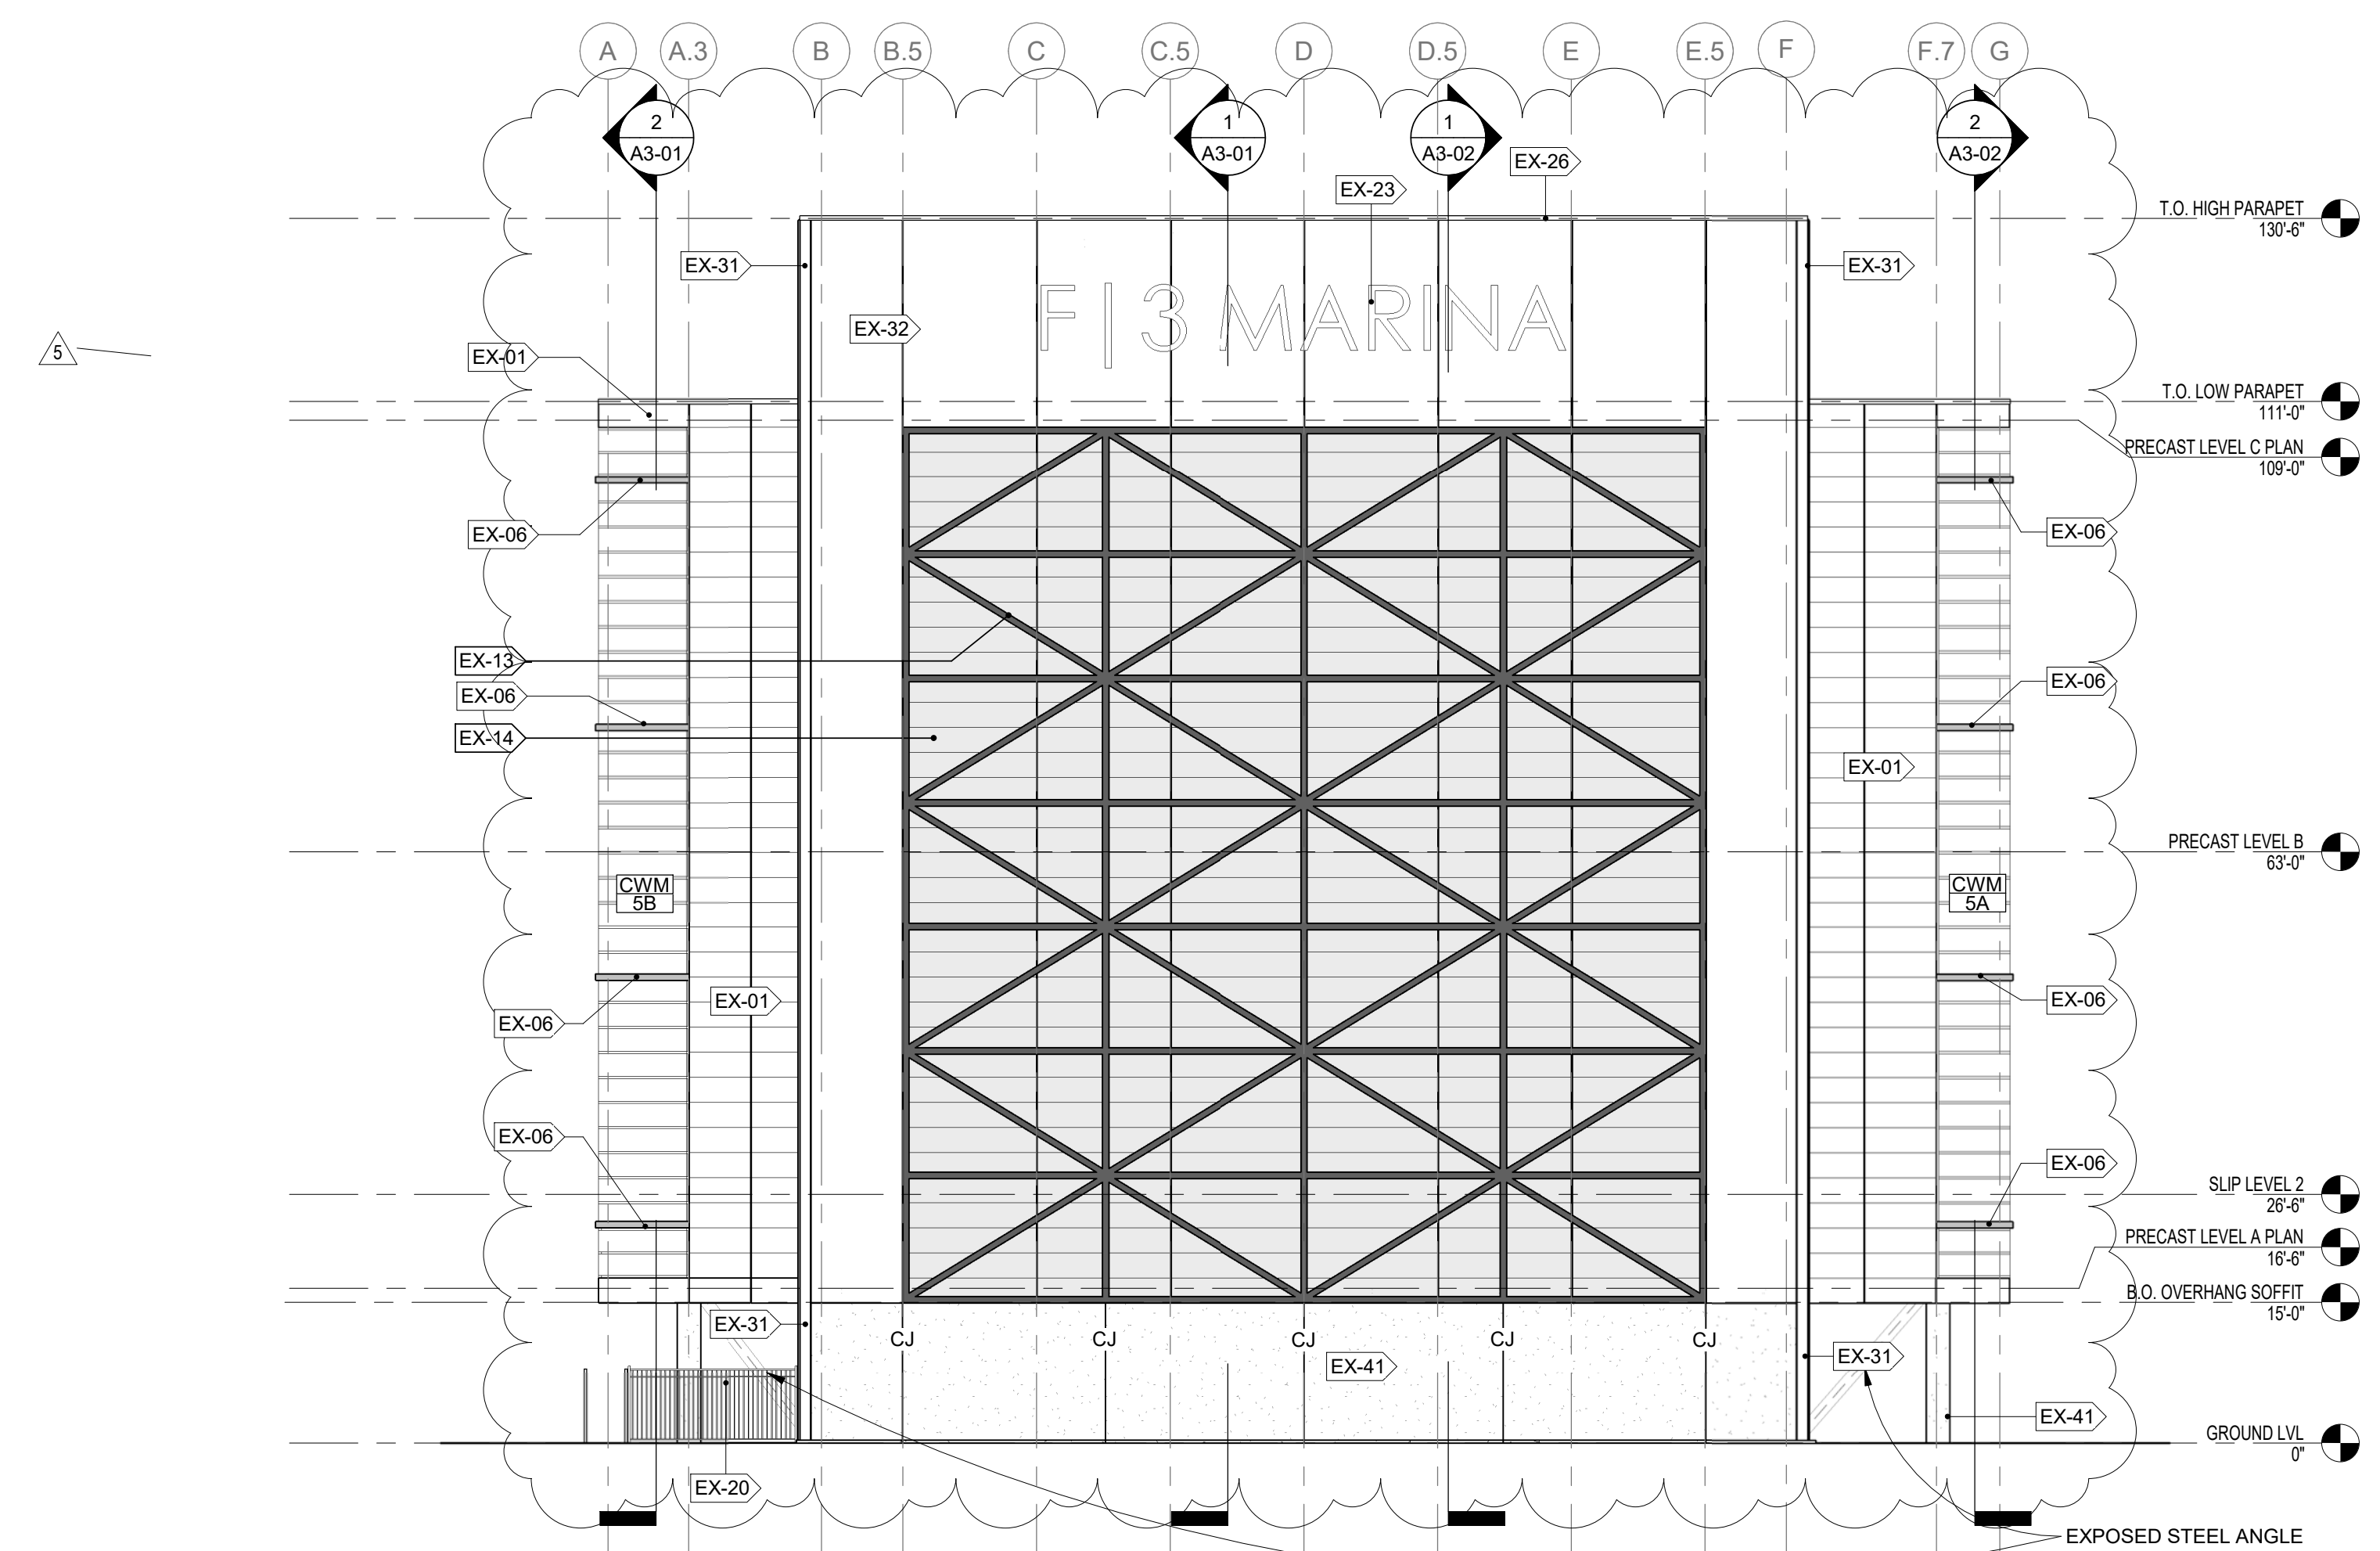 A A.3 B B.5 C C.5 D D.5 E E.5 F F.7 G
2
A3-01
1
A3-01
1
A3-02
2
A3-02
EX-26
EX-23
T.O. HIGH PARAPET
130'-6"
EX-31
EX-31
F | 3 MARINA
EX-32
5
EX-01
T.O. LOW PARAPET
111'-0"
PRECAST LEVEL C PLAN
109'-0"
EX-06
EX-06
EX-13
EX-06
EX-06
EX-14
EX-01
PRECAST LEVEL B
63'-0"
CWM
5B
CWM
5A
EX-01
EX-06
EX-06
EX-06
EX-06
SLIP LEVEL 2
26'-6"
PRECAST LEVEL A PLAN
16'-6"
B.O. OVERHANG SOFFIT
15'-0"
EX-31
CJ CJ CJ CJ CJ
EX-41
EX-31
EX-41
GROUND LVL
0"
EX-20
EXPOSED STEEL ANGLE